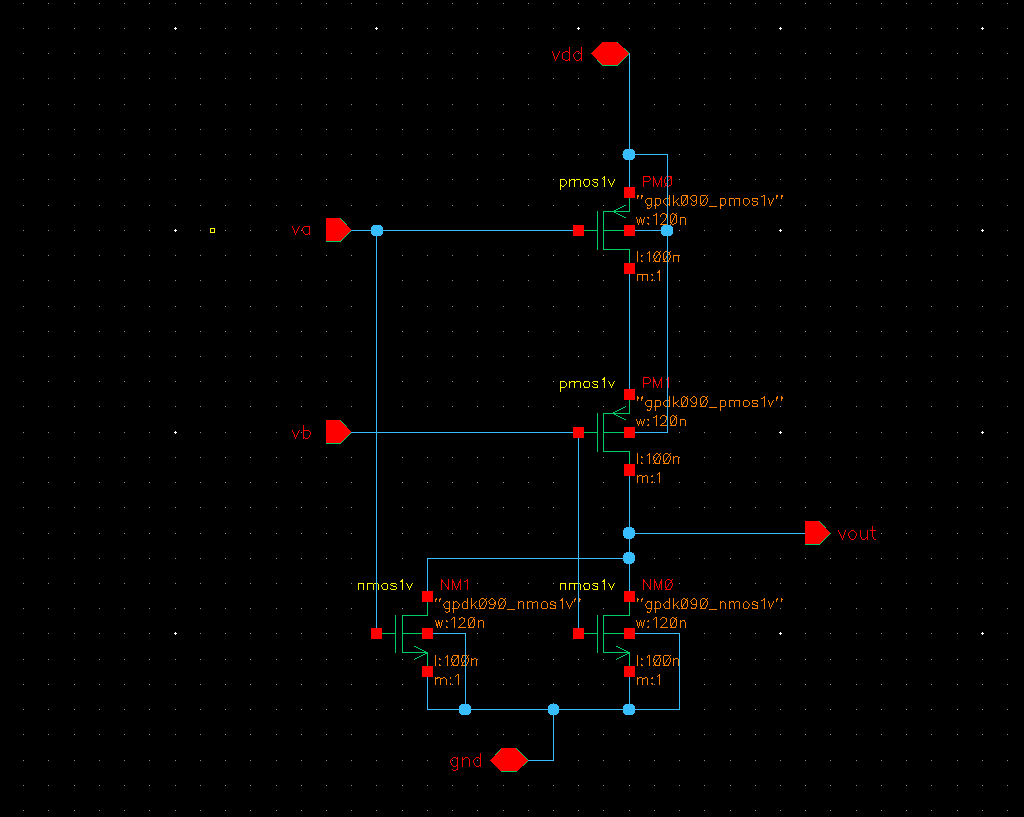 vdd
pmos1v PM0
"gpdk090_pmos1v"
w:120n
va
l:100n
m:1
pmos1v PM1
"gpdk090_pmos1v"
w:120n
vb
l:100n
m:1
vout
nmos1v NM1
"gpdk090_nmos1v"
w:120n
l:100n
m:1
nmos1v NM0
"gpdk090_nmos1v"
w:120n
l:100n
m:1
gnd